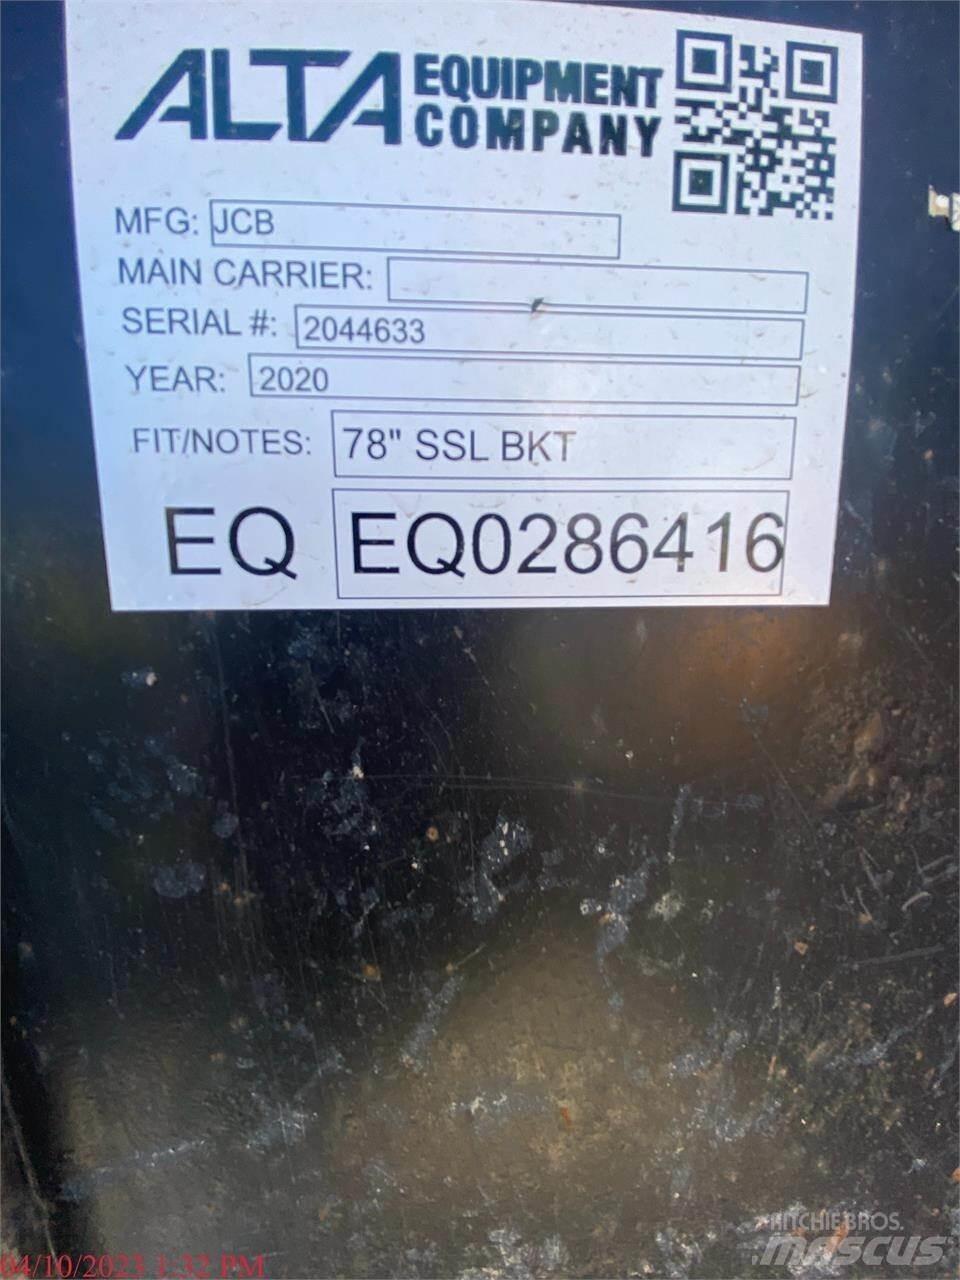 ALTA EQUIPMENT
COMPANY
MFG: JCB
MAIN CARRIER:
SERIAL #: 2044633
YEAR: 2020
FIT/NOTES: 78" SSL BKT
EQ EQ0286416
RITCHIE BROS.
MASCUS
04/10/2023 1:32 PM